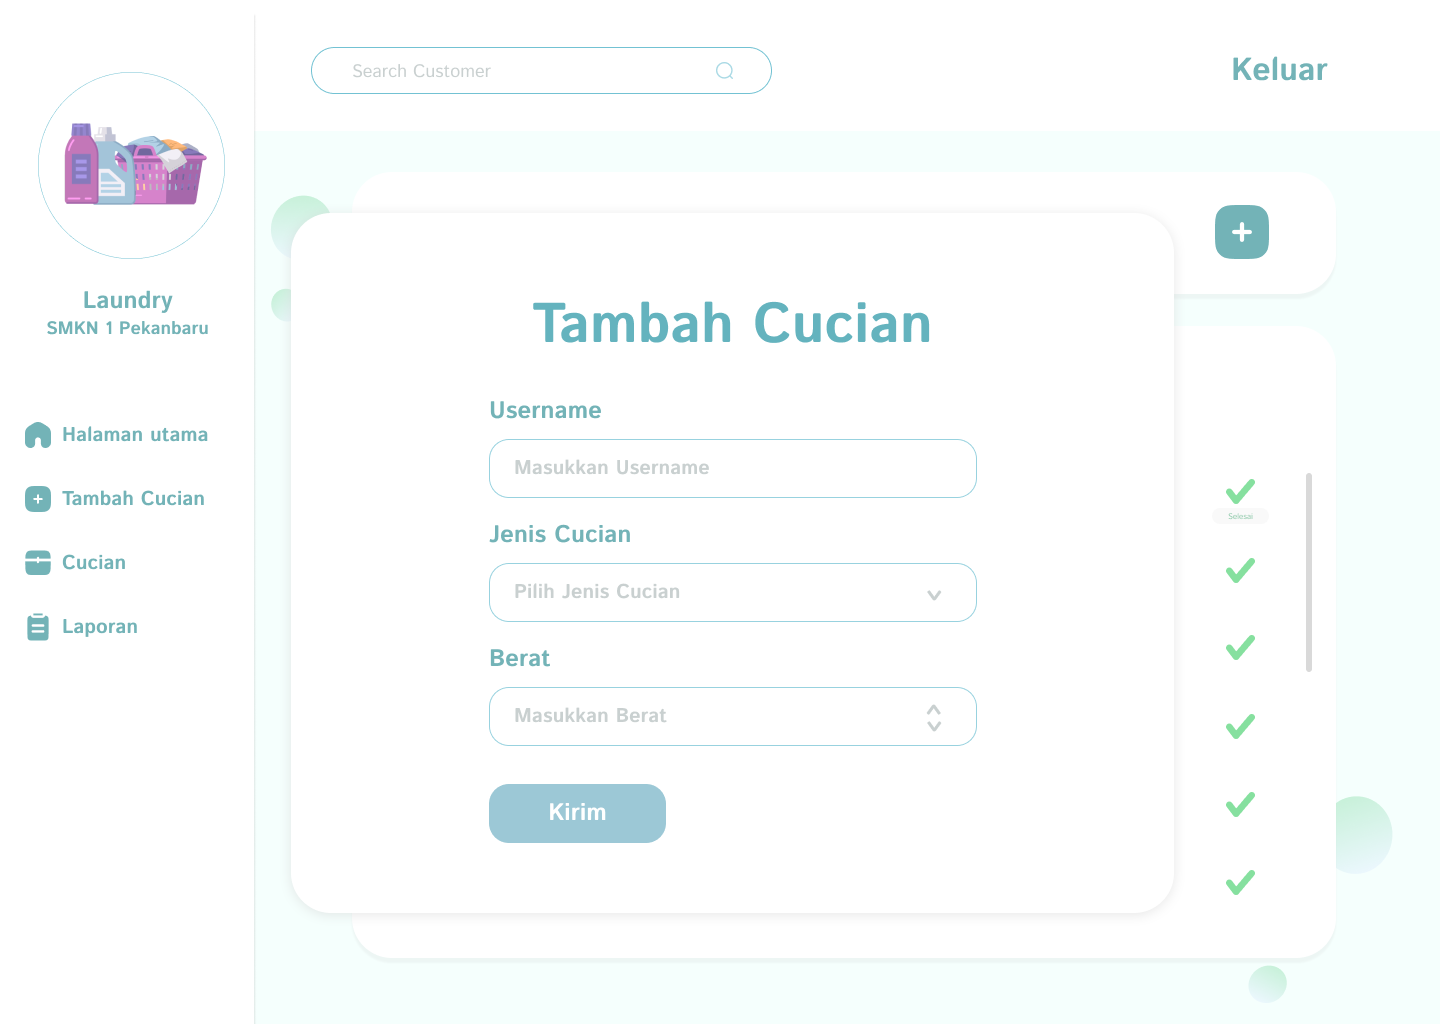 Search Customer
Keluar
Laundry
SMKN 1 Pekanbaru
Halaman utama
Tambah Cucian
Cucian
Laporan
Tambah Cucian
Username
Masukkan Username
Jenis Cucian
Pilih Jenis Cucian
Berat
Masukkan Berat
Kirim
Selesai